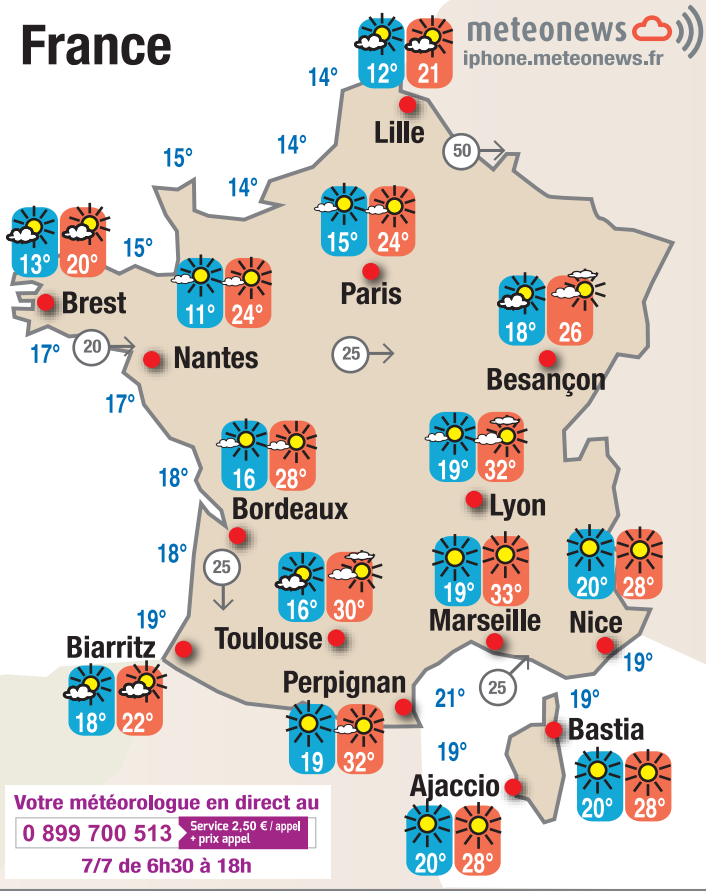 France
meteonews
iphone.meteonews.fr
12° 21
14°
Lille
50
14°
15°
14°
15° 24°
Paris
13° 20°
15°
Brest
11° 24°
Nantes
17°
20
25
18° 26
Besançon
17°
16 28°
Bordeaux
18°
19° 32°
Lyon
18°
25
16° 30°
Toulouse
19° 33°
Marseille
20° 28°
Nice
19°
Biarritz
18° 22°
19°
Perpignan
19 32°
21°
25
19°
19°
Bastia
20° 28°
Ajaccio
20° 28°
Votre météorologue en direct au
0 899 700 513 Service 2,50 € / appel
+ prix appel
7/7 de 6h30 à 18h